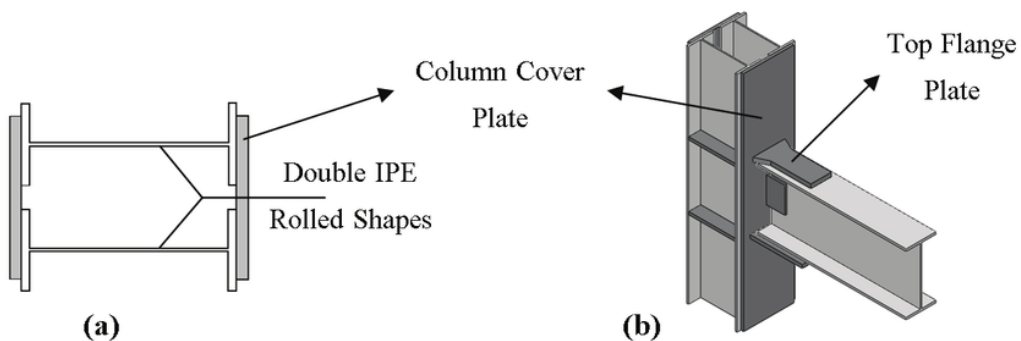 Column Cover
Plate
Top Flange
Plate
Double IPE
Rolled Shapes
(a)
(b)